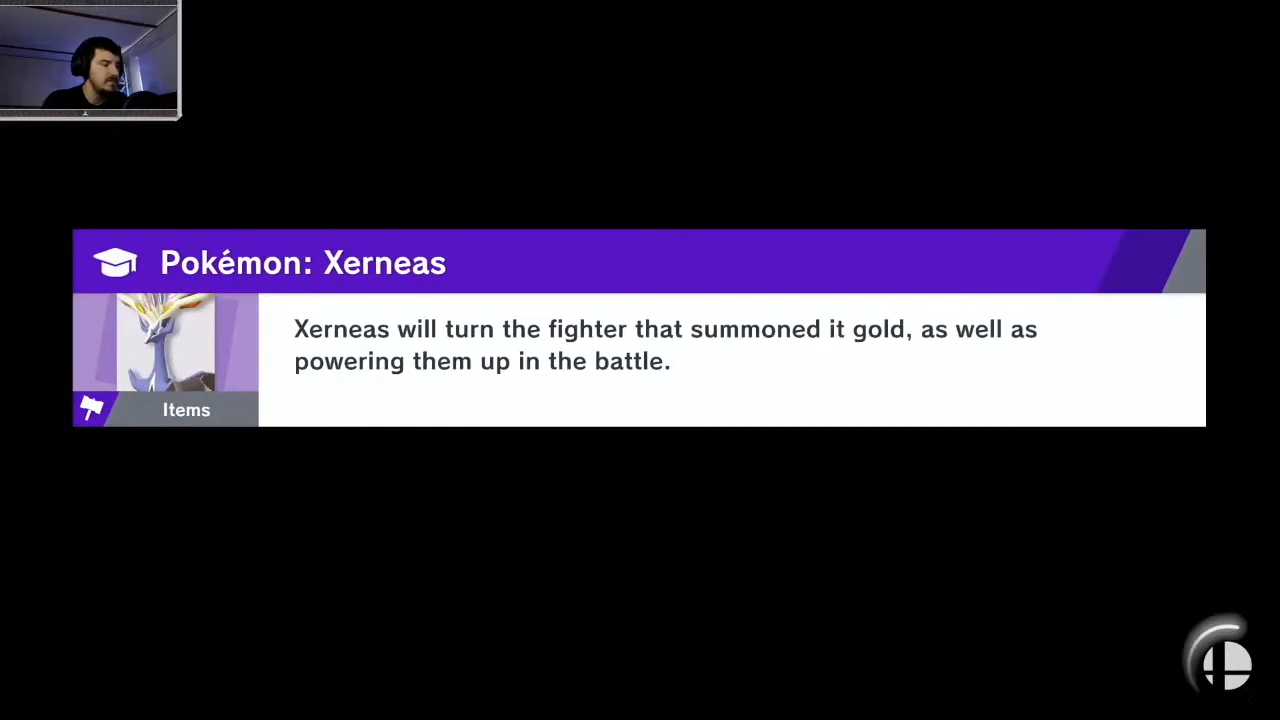 Pokémon: Xerneas
Xerneas will turn the fighter that summoned it gold, as well as
powering them up in the battle.
Items